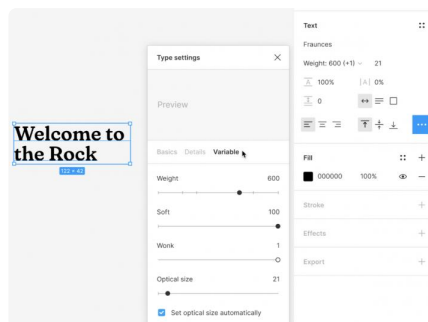 Welcome to
the Rock
122 × 42
Type settings
Preview
Basics Details Variable
Weight 600
Soft 100
Wonk 1
Optical size 21
Set optical size automatically
Text
Fraunces
Weight: 600 (+1) 21
100% |A| 0%
0
Fill
000000 100%
Stroke
Effects
Export